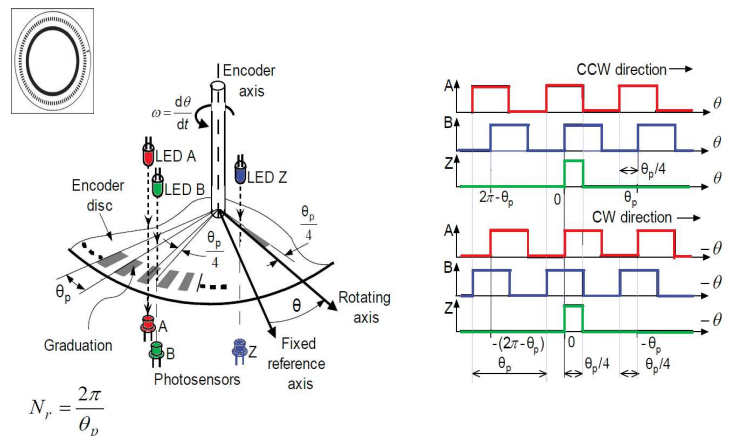 Encoder
axis
ω = dθ/dt
LED A
LED B
LED Z
Encoder
disc
θp/4
θp/4
θp
θ
Rotating
axis
Graduation
A
B
Z
Fixed
reference
axis
Photosensors
Nr = 2π/θp
CCW direction
A
θ
B
θ
Z
θp/4
θ
2π-θp
0
θp
CW direction
A
-θ
B
-θ
Z
-θ
-(2π-θp)
0
-θp
θp
θp/4
θp/4